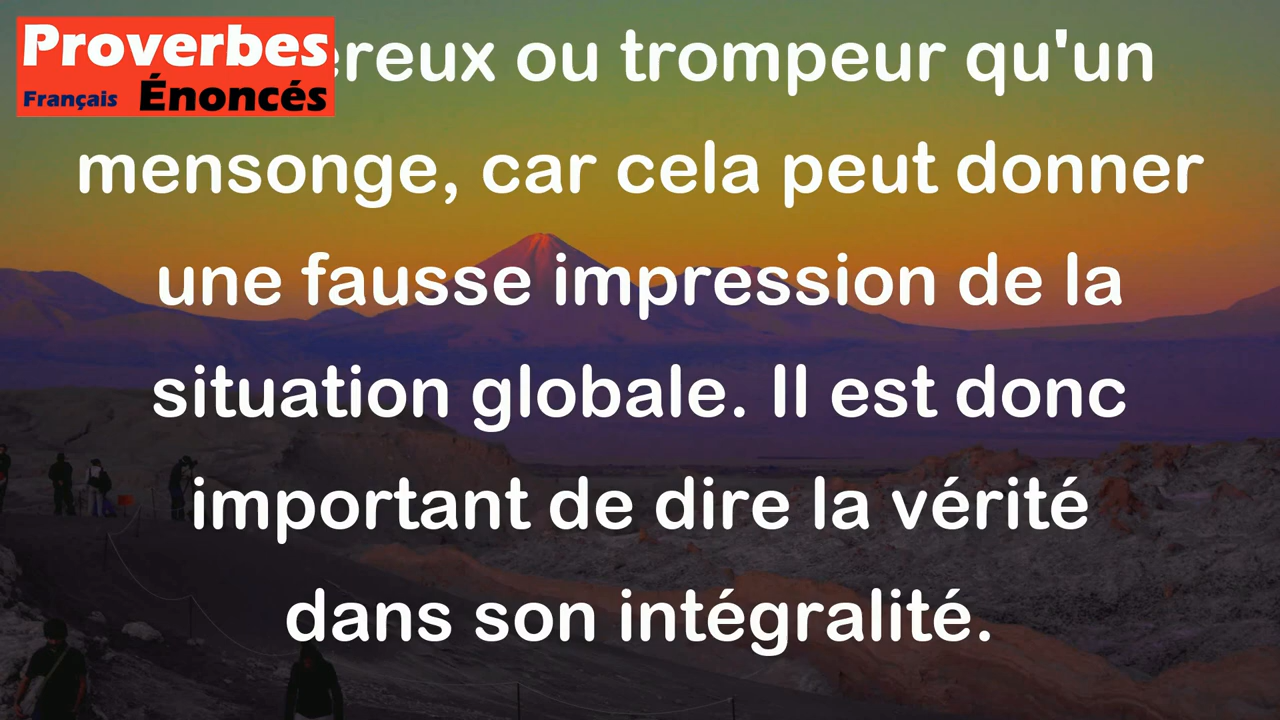 Proverbes
Français Énoncés
ou trompeur qu'un
mensonge, car cela peut donner
une fausse impression de la
situation globale. Il est donc
important de dire la vérité
dans son intégralité.